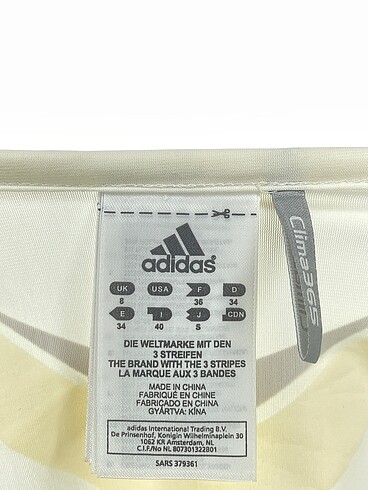 adidas
UK USA F D
8 36 34
E I J CDN
34 40 S
DIE WELTMARKE MIT DEN
3 STREIFEN
THE BRAND WITH THE 3 STRIPES
LA MARQUE AUX 3 BANDES
MADE IN CHINA
FABRIQUÉ EN CHINE
FABRICADO EN CHINA
GYÁRTVA: KÍNA
adidas International Trading B.V.
De Prinsenhof, Konigin Wilhelminaplein 30
1062 KR Amsterdam, NL
C.I.F./No NL 807301322B01
SARS 379361
Clima365